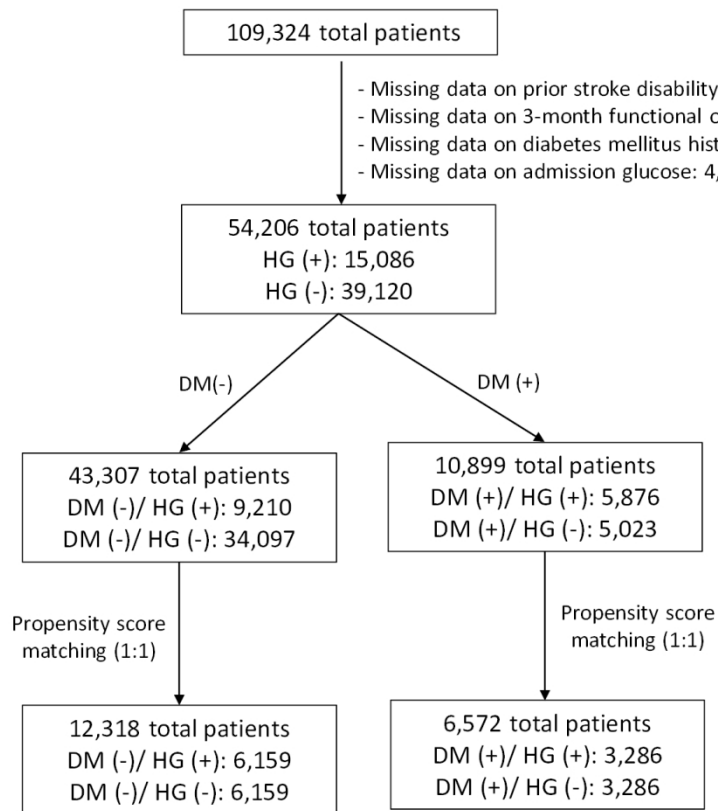 109,324 total patients
- Missing data on prior stroke disability
- Missing data on 3-month functional
- Missing data on diabetes mellitus
- Missing data on admission glucose: 4,
54,206 total patients
HG (+): 15,086
HG (-): 39,120
DM(-)
DM (+)
43,307 total patients
DM (-)/ HG (+): 9,210
DM (-)/ HG (-): 34,097
10,899 total patients
DM (+)/ HG (+): 5,876
DM (+)/ HG (-): 5,023
Propensity score
matching (1:1)
Propensity score
matching (1:1)
12,318 total patients
DM (-)/ HG (+): 6,159
DM (-)/ HG (-): 6,159
6,572 total patients
DM (+)/ HG (+): 3,286
DM (+)/ HG (-): 3,286